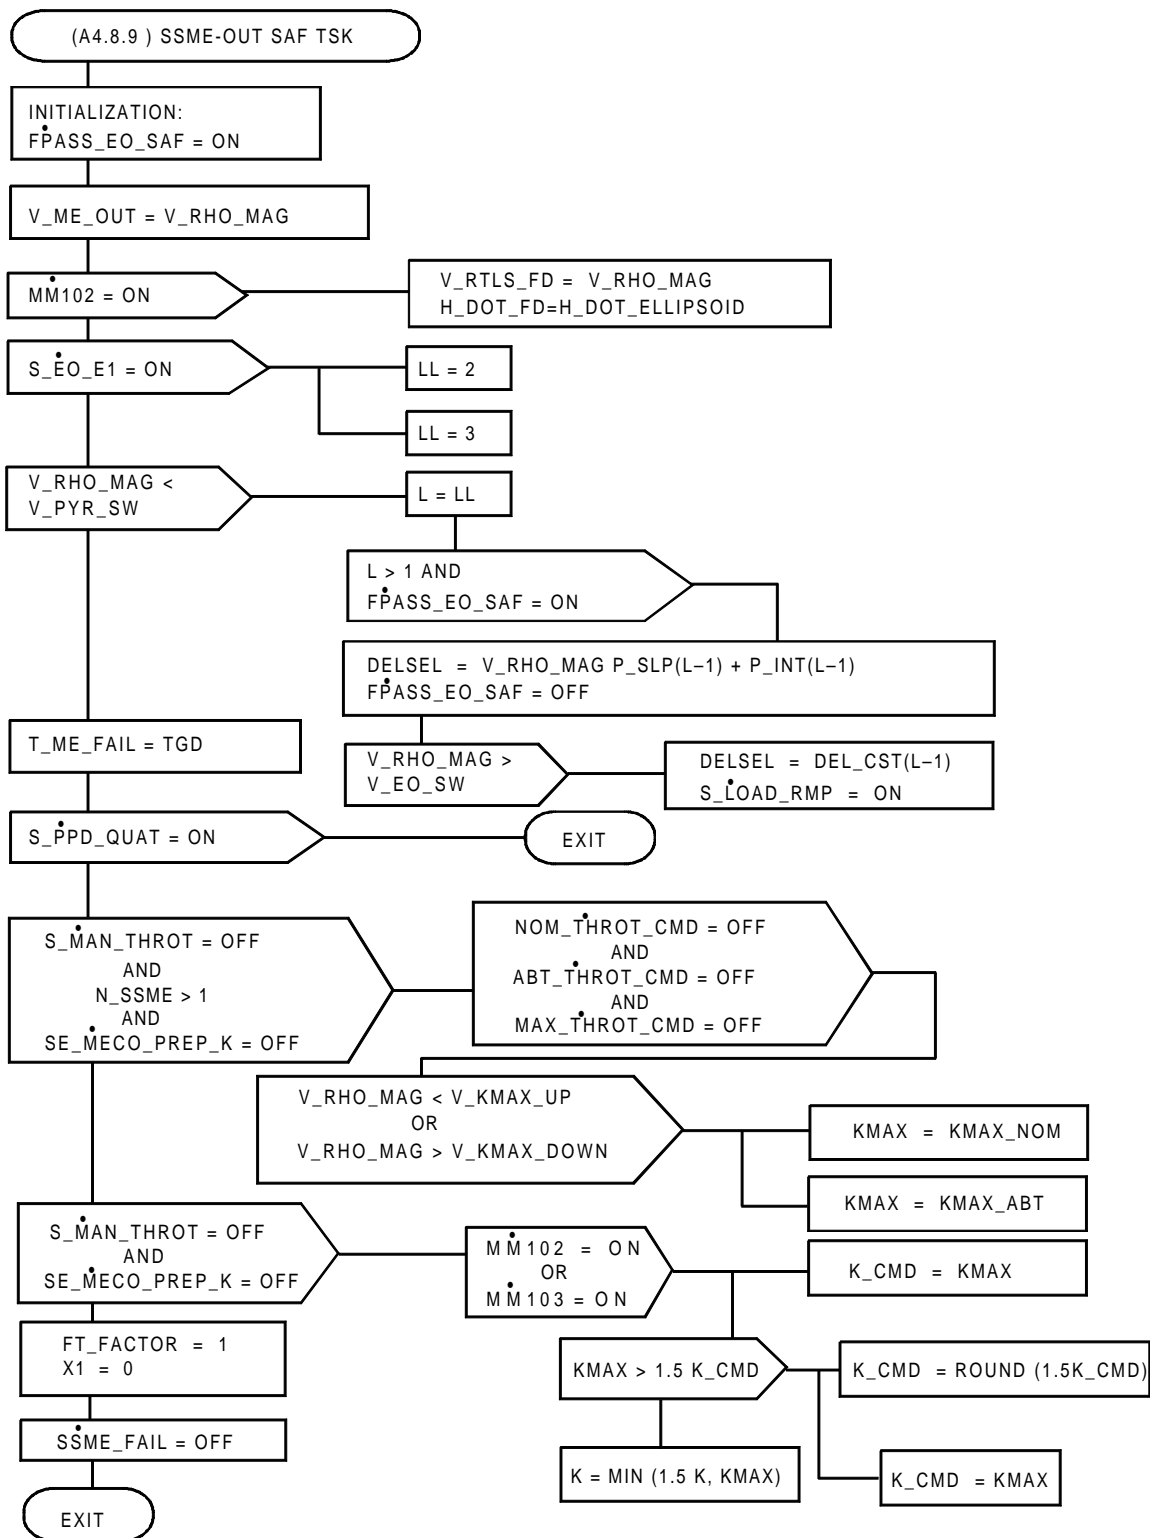 (A4.8.9 ) SSME-OUT SAF TSK
INITIALIZATION:
FPASS_EO_SAF = ON
V_ME_OUT = V_RHO_MAG
MM102 = ON
V_RTLS_FD = V_RHO_MAG
H_DOT_FD=H_DOT_ELLIPSOID
S_EO_E1 = ON
LL = 2
LL = 3
V_RHO_MAG <
V_PYR_SW
L = LL
L > 1 AND
FPASS_EO_SAF = ON
DELSEL = V_RHO_MAG P_SLP(L–1) + P_INT(L–1)
FPASS_EO_SAF = OFF
T_ME_FAIL = TGD
V_RHO_MAG >
V_EO_SW
DELSEL = DEL_CST(L–1)
S_LOAD_RMP = ON
S_PPD_QUAT = ON
EXIT
S_MAN_THROT = OFF
AND
N_SSME > 1
AND
SE_MECO_PREP_K = OFF
NOM_THROT_CMD = OFF
AND
ABT_THROT_CMD = OFF
AND
MAX_THROT_CMD = OFF
V_RHO_MAG < V_KMAX_UP
OR
V_RHO_MAG > V_KMAX_DOWN
KMAX = KMAX_NOM
KMAX = KMAX_ABT
S_MAN_THROT = OFF
AND
SE_MECO_PREP_K = OFF
MM102 = ON
OR
MM103 = ON
K_CMD = KMAX
FT_FACTOR = 1
X1 = 0
KMAX > 1.5 K_CMD
K_CMD = ROUND (1.5K_CMD)
SSME_FAIL = OFF
K = MIN (1.5 K, KMAX)
K_CMD = KMAX
EXIT